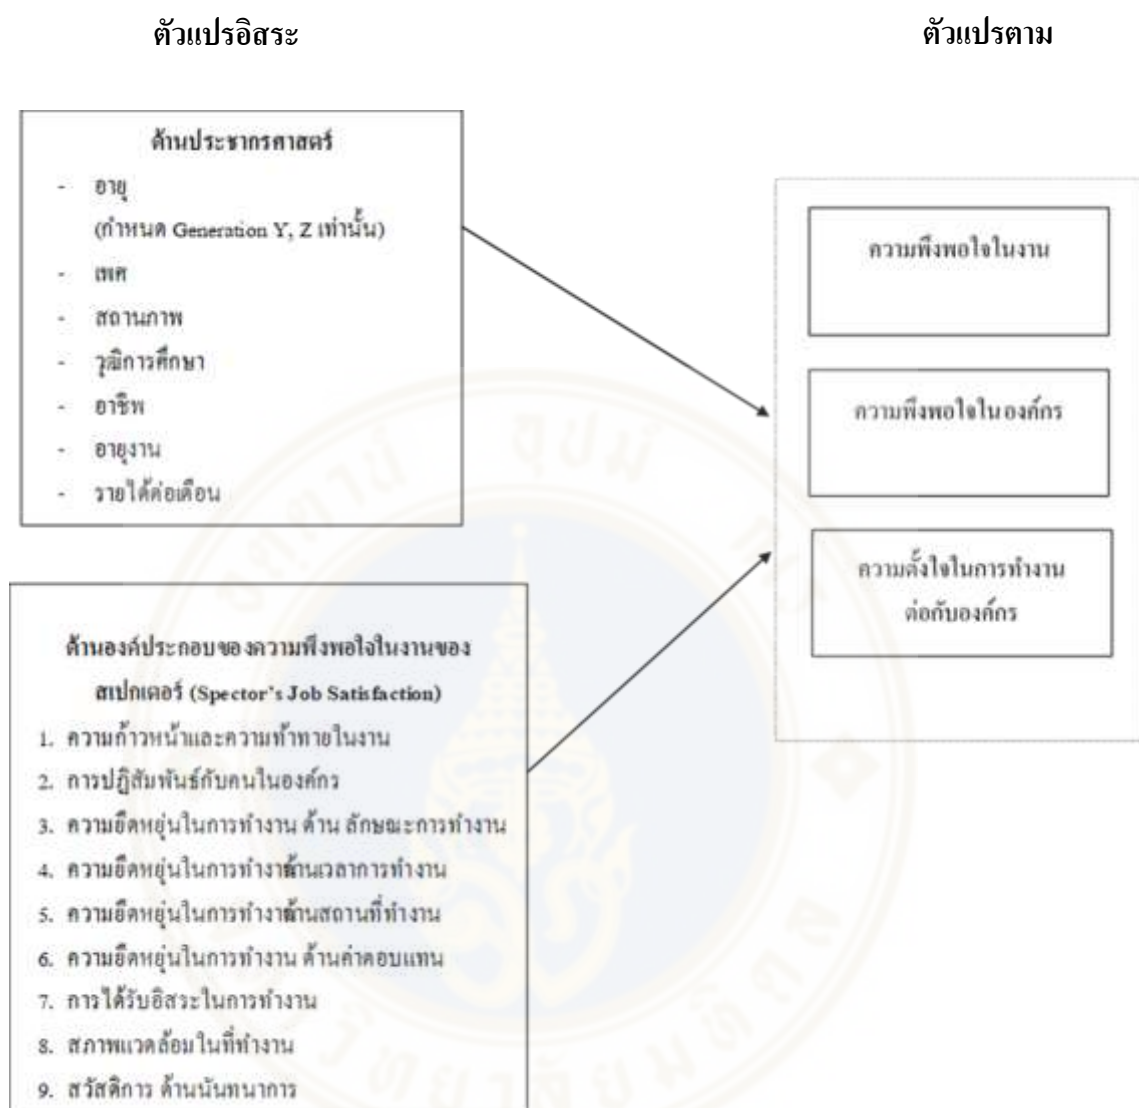 ตัวแปรอิสระ
ตัวแปรตาม
ด้านประชากรศาสตร์
- อายุ
(กำหนด Generation Y, Z เท่านั้น)
- เพศ
- สถานภาพ
- วุฒิการศึกษา
- อาชีพ
- อายุงาน
- รายได้ต่อเดือน
ด้านองค์ประกอบของความพึงพอใจในงานของ
สเปกเตอร์ (Spector's Job Satisfaction)
1. ความก้าวหน้าและความท้าทายในงาน
2. การปฏิสัมพันธ์กับคนในองค์กร
3. ความยืดหยุ่นในการทำงาน ด้าน ลักษณะการทำงาน
4. ความยืดหยุ่นในการทำงาด้านเวลาการทำงาน
5. ความยืดหยุ่นในการทำงาด้านสถานที่ทำงาน
6. ความยืดหยุ่นในการทำงาน ด้านค่าตอบแทน
7. การได้รับอิสระในการทำงาน
8. สภาพแวดล้อมในที่ทำงาน
9. สวัสดิการ ด้านนันทนาการ
ความพึงพอใจในงาน
ความพึงพอใจในองค์กร
ความตั้งใจในการทำงาน
ต่อกับองค์กร